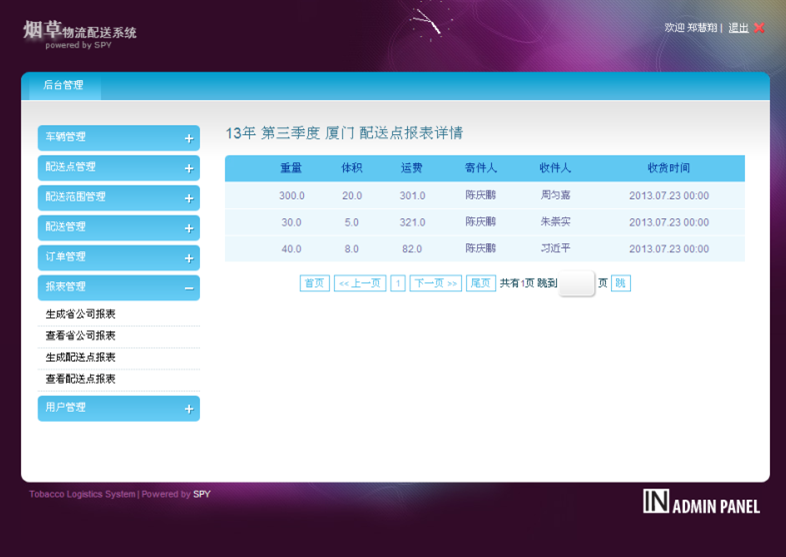 烟草物流配送系统
powered by SPY
欢迎 郑慧翔 | 退出
后台管理
车辆管理
配送点管理
配送范围管理
配送管理
订单管理
报表管理
生成省公司报表
查看省公司报表
生成配送点报表
查看配送点报表
用户管理
13年 第三季度 厦门 配送点报表详情
重量 体积 运费 寄件人 收件人 收货时间
300.0 20.0 301.0 陈庆鹏 周匀嘉 2013.07.23 00:00
30.0 5.0 321.0 陈庆鹏 朱崇实 2013.07.23 00:00
40.0 8.0 82.0 陈庆鹏 习近平 2013.07.23 00:00
首页 << 上一页 1 下一页 >> 尾页 共有1页 跳到 页 跳
Tobacco Logistics System | Powered by SPY
IN ADMIN PANEL